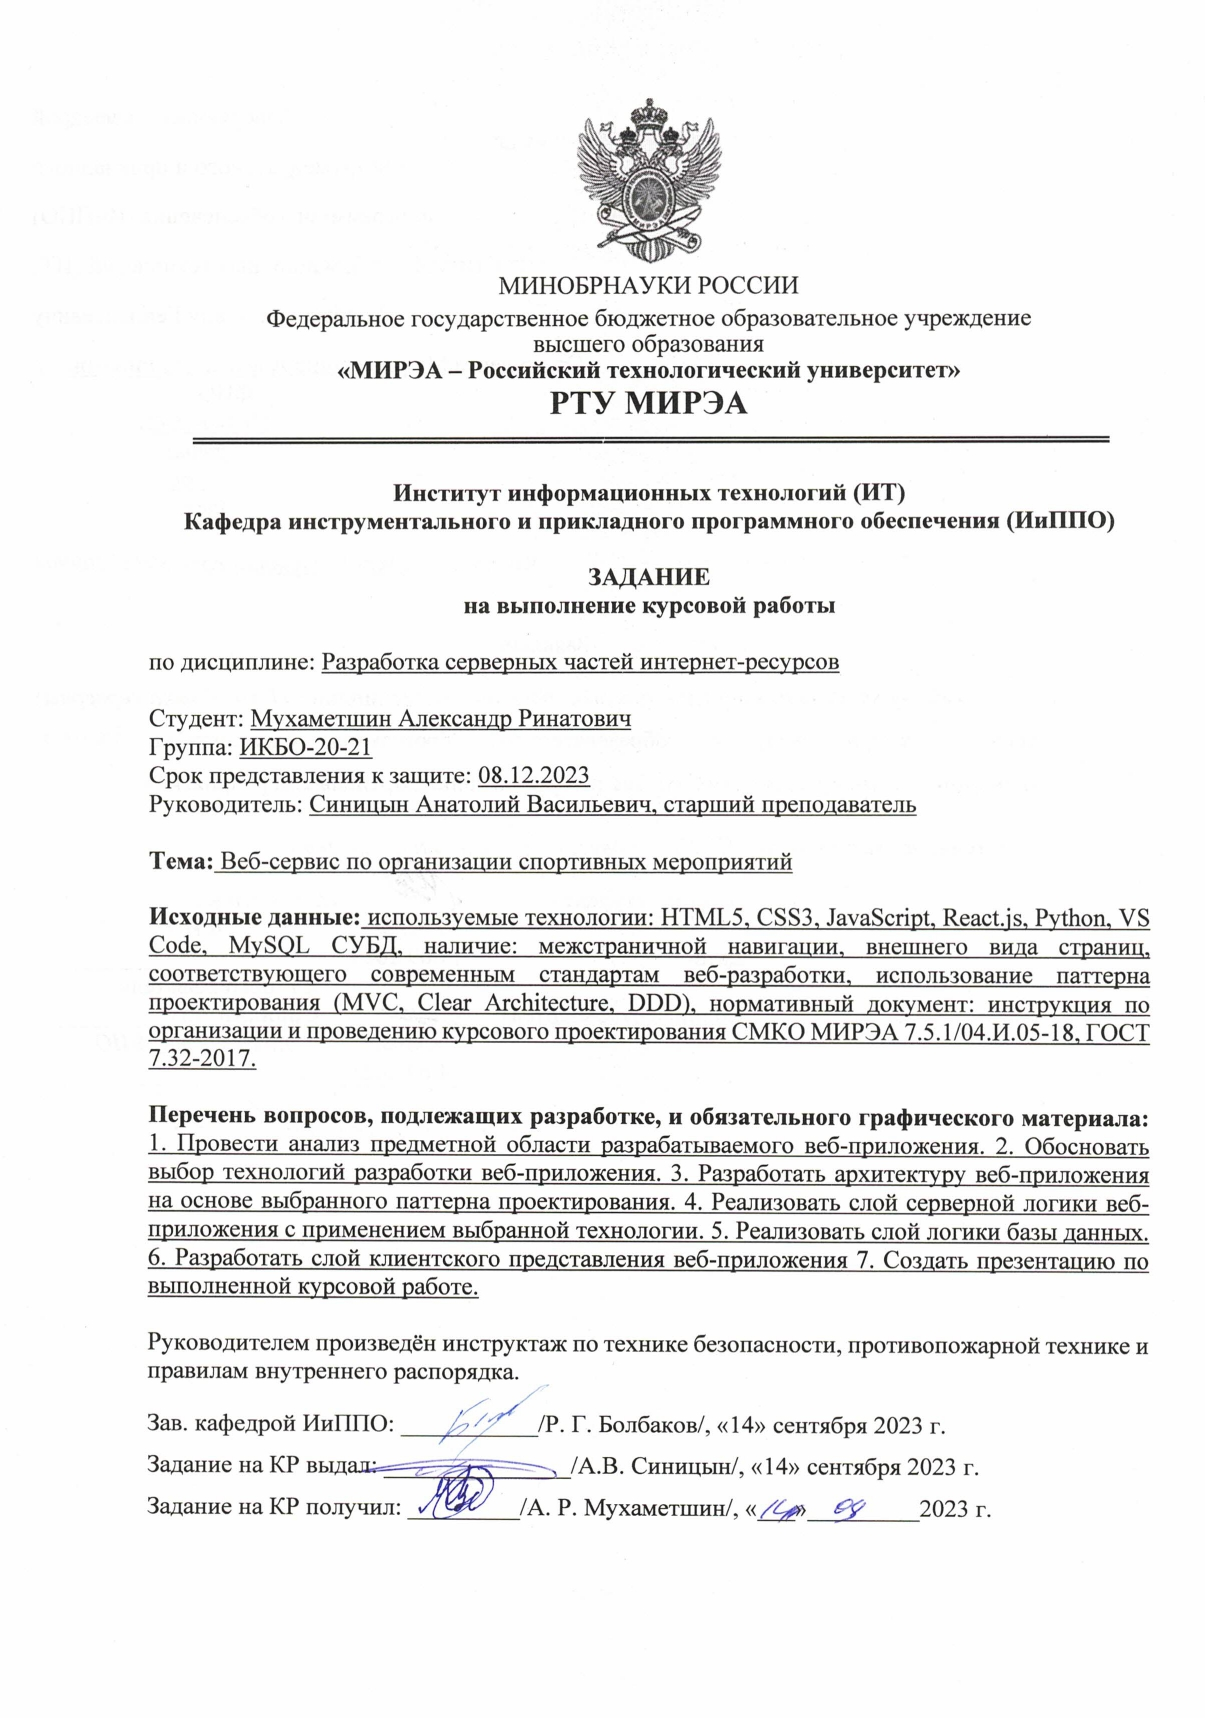 МИНОБРНАУКИ РОССИИ
Федеральное государственное бюджетное образовательное учреждение
высшего образования
«МИРЭА – Российский технологический университет»
РТУ МИРЭА
Институт информационных технологий (ИТ)
Кафедра инструментального и прикладного программного обеспечения (ИиППО)
ЗАДАНИЕ
на выполнение курсовой работы
по дисциплине: Разработка серверных частей интернет-ресурсов
Студент: Мухаметшин Александр Ринатович
Группа: ИКБО-20-21
Срок представления к защите: 08.12.2023
Руководитель: Синицын Анатолий Васильевич, старший преподаватель
Тема: Веб-сервис по организации спортивных мероприятий
Исходные данные: используемые технологии: HTML5, CSS3, JavaScript, React.js, Python, VS
Code, MySQL СУБД, наличие: межстраничной навигации, внешнего вида страниц,
соответствующего современным стандартам веб-разработки, использование паттерна
проектирования (MVC, Clear Architecture, DDD), нормативный документ: инструкция по
организации и проведению курсового проектирования СМКО МИРЭА 7.5.1/04.И.05-18, ГОСТ
7.32-2017.
Перечень вопросов, подлежащих разработке, и обязательного графического материала:
1. Провести анализ предметной области разрабатываемого веб-приложения. 2. Обосновать
выбор технологий разработки веб-приложения. 3. Разработать архитектуру веб-приложения
на основе выбранного паттерна проектирования. 4. Реализовать слой серверной логики веб-
приложения с применением выбранной технологии. 5. Реализовать слой логики базы данных.
6. Разработать слой клиентского представления веб-приложения 7. Создать презентацию по
выполненной курсовой работе.
Руководителем произведён инструктаж по технике безопасности, противопожарной технике и
правилам внутреннего распорядка.
Зав. кафедрой ИиППО: ___________/Р. Г. Болбаков/, «14» сентября 2023 г.
Задание на КР выдал: _______________/А.В. Синицын/, «14» сентября 2023 г.
Задание на КР получил: _________/А. Р. Мухаметшин/, «14» 09 2023 г.